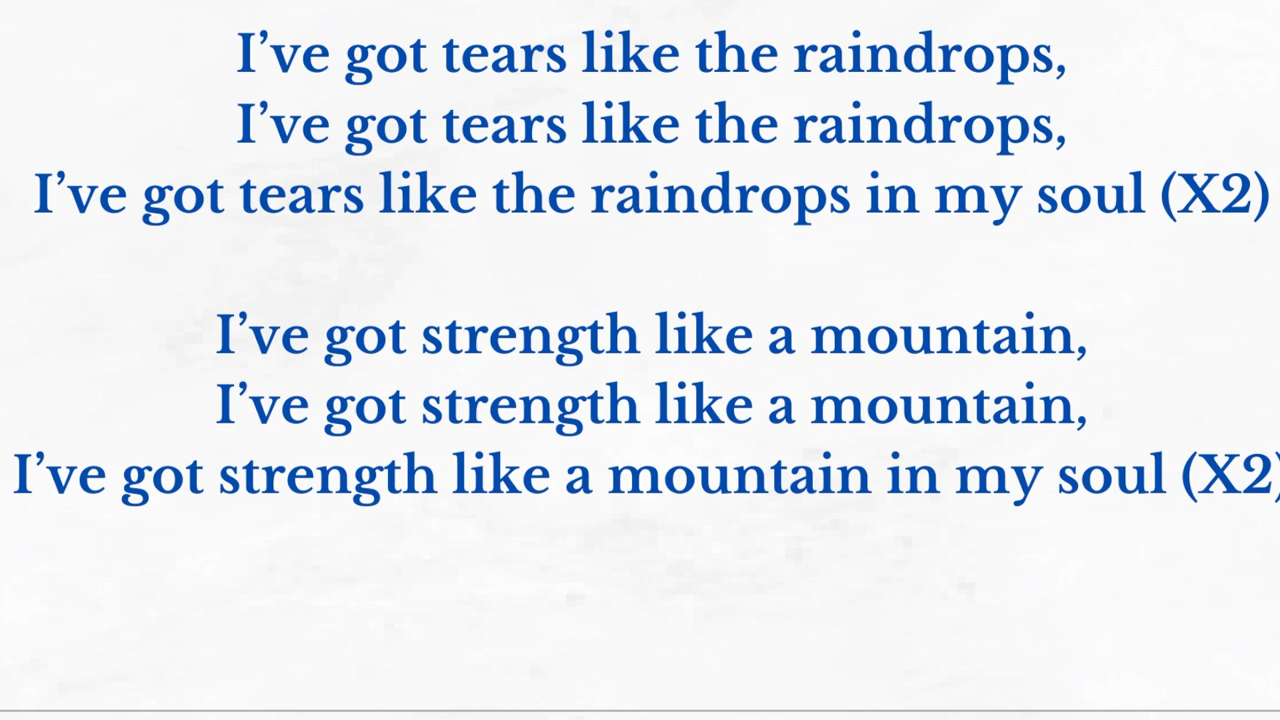 I’ve got tears like the raindrops,
I’ve got tears like the raindrops,
I’ve got tears like the raindrops in my soul (X2)
I’ve got strength like a mountain,
I’ve got strength like a mountain,
I’ve got strength like a mountain in my soul (X2)